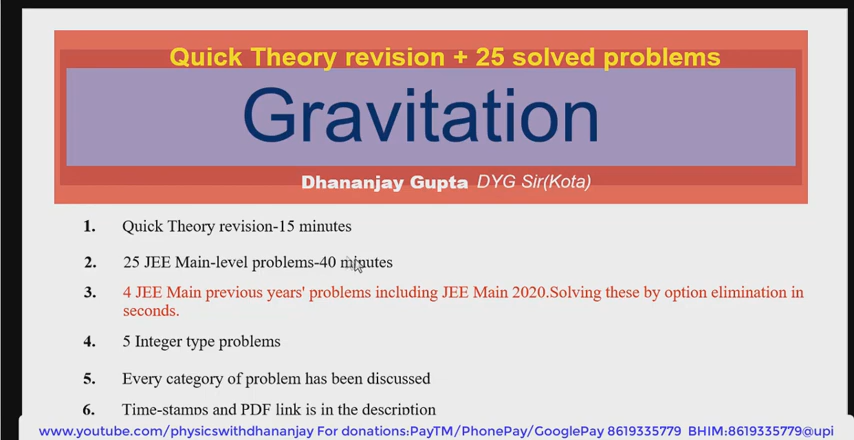 Quick Theory revision + 25 solved problems
Gravitation
Dhananjay Gupta DYG Sir(Kota)
1. Quick Theory revision-15 minutes
2. 25 JEE Main-level problems-40 minutes
3. 4 JEE Main previous years' problems including JEE Main 2020.Solving these by option elimination in
seconds.
4. 5 Integer type problems
5. Every category of problem has been discussed
6. Time-stamps and PDF link is in the description
www.youtube.com/physicswithdhananjay For donations:PayTM/PhonePay/GooglePay 8619335779 BHIM:8619335779@upi